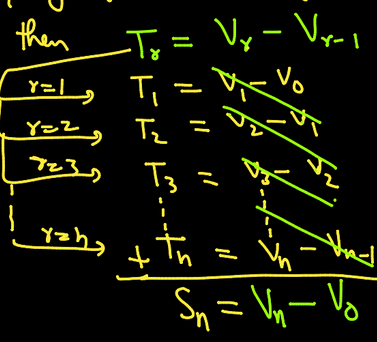 then
T_r = V_r - V_{r-1}
r=1 T_1 = V_1 - V_0
r=2 T_2 = V_2 - V_1
r=3 T_3 = V_3 - V_2
r=n + T_n = V_n - V_{n-1}
S_n = V_n - V_0